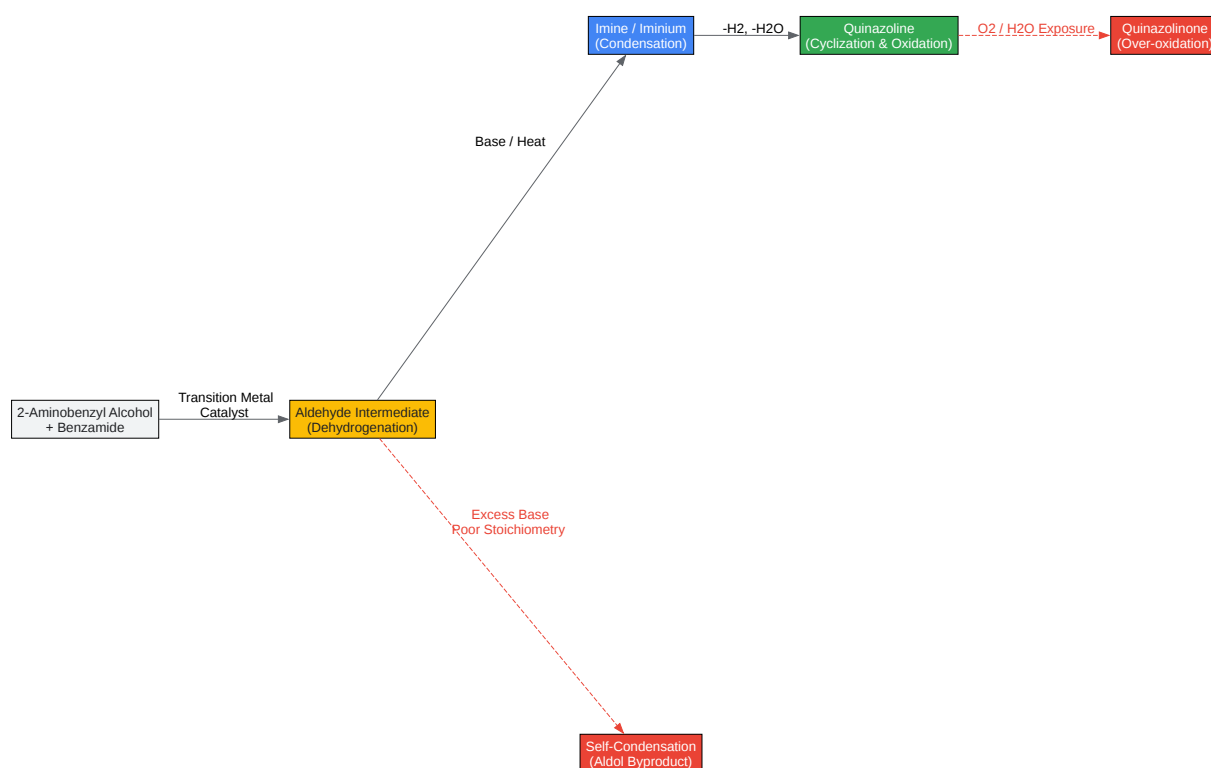 Imine / Iminium
(Condensation)
-H2, -H2O
Quinazoline
(Cyclization & Oxidation)
O2 / H2O Exposure
Quinazolinone
(Over-oxidation)
Base / Heat
2-Aminobenzyl Alcohol
+ Benzamide
Transition Metal
Catalyst
Aldehyde Intermediate
(Dehydrogenation)
Excess Base
Poor Stoichiometry
Self-Condensation
(Aldol Byproduct)